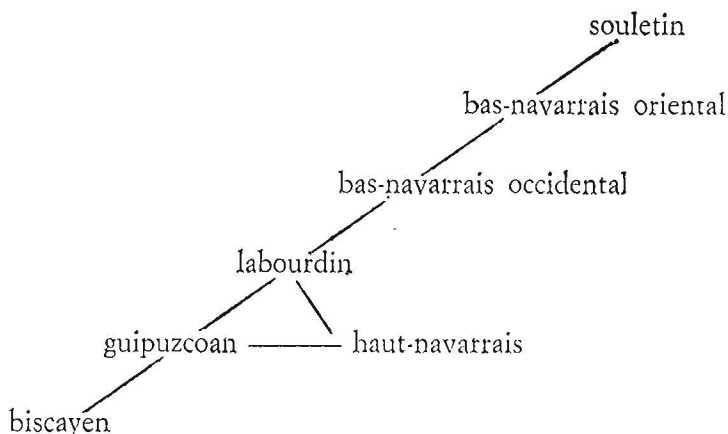 souletin
bas-navarrais oriental
bas-navarrais occidental
labourdin
guipuzcoan haut-navarrais
biscayen